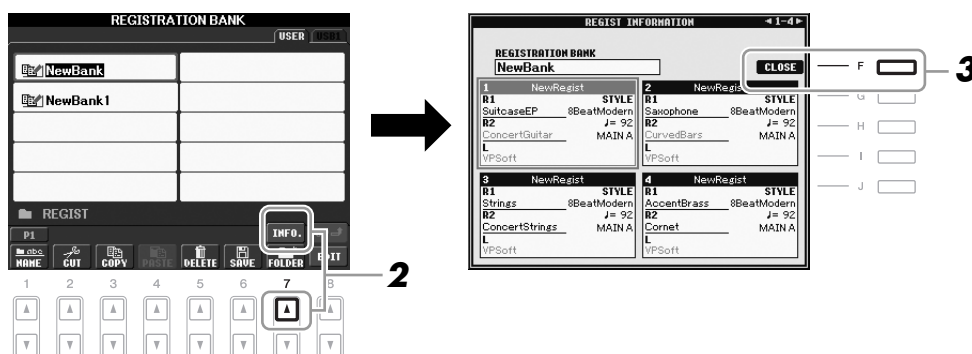 REGISTRATION BANK
USER USB1
NewBank
NewBank1
REGIST
P1
INFO.
abc
NAME CUT COPY PASTE DELETE SAVE FOLDER EDIT
1 2 3 4 5 6 7 8
2
REGIST INFORMATION 1-4
REGISTRATION BANK
NewBank
CLOSE
1 NewRegist
R1 STYLE
SuitcaseEP 8BeatModern
R2 ♩= 92
ConcertGuitar MAIN A
L
VPSoft
2 NewRegist
R1 STYLE
Saxophone 8BeatModern
R2 ♩= 92
CurvedBars MAIN A
L
VPSoft
3 NewRegist
R1 STYLE
Strings 8BeatModern
R2 ♩= 92
ConcertStrings MAIN A
L
VPSoft
4 NewRegist
R1 STYLE
AccentBrass 8BeatModern
R2 ♩= 92
Cornet MAIN A
L
VPSoft
F
G
H
I
J
3